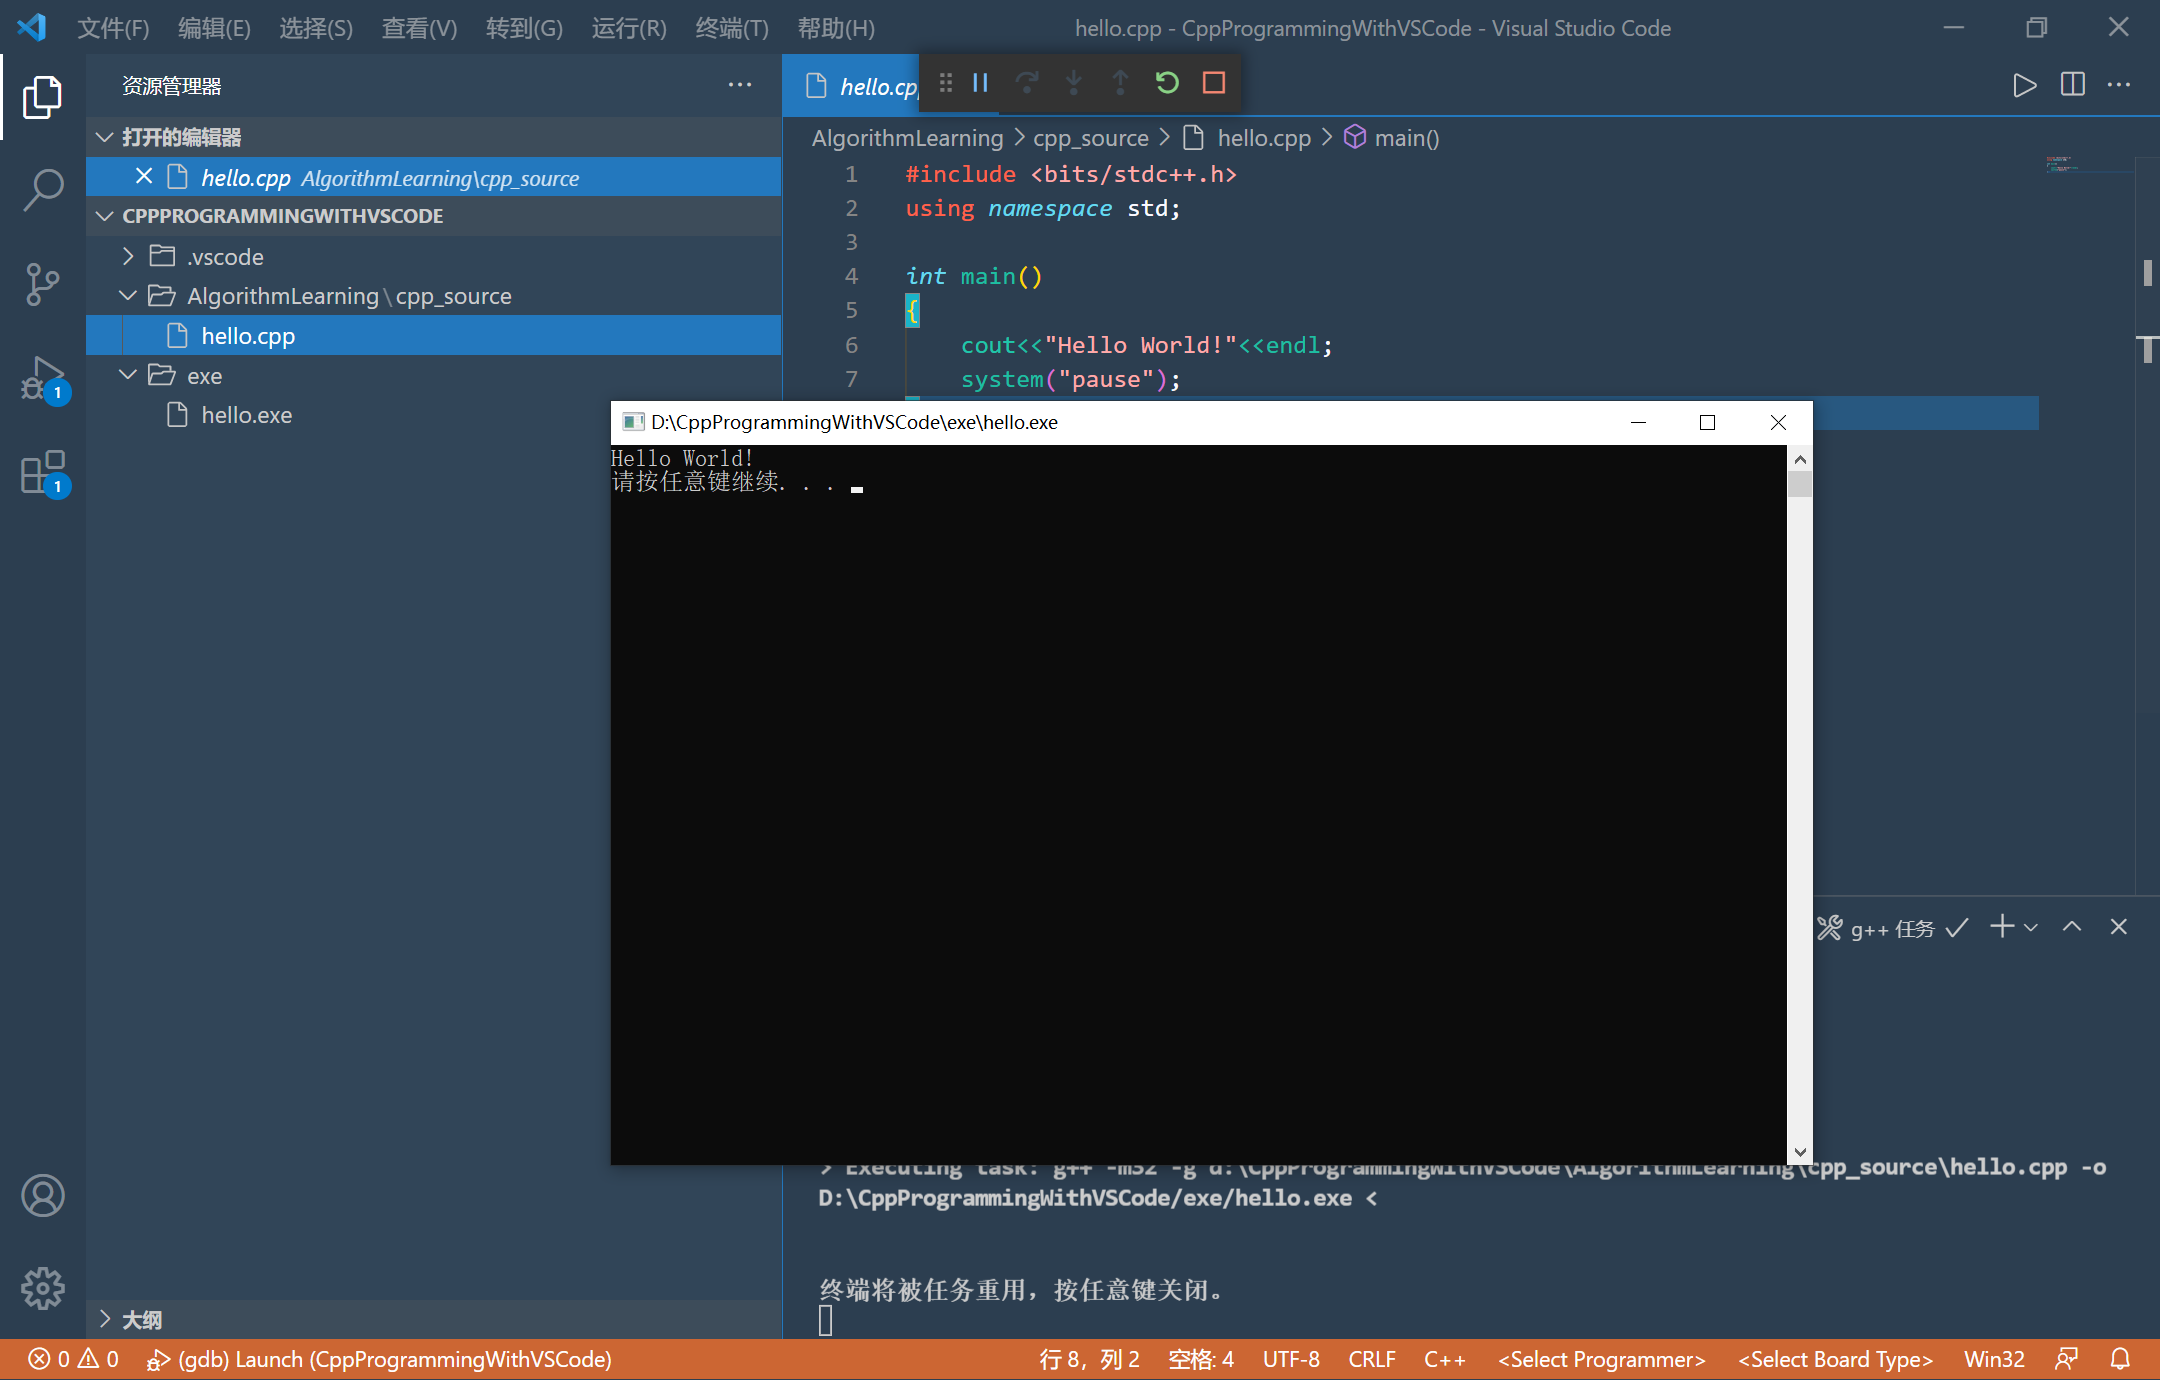 文件(F) 编辑(E) 选择(S) 查看(V) 转到(G) 运行(R) 终端(T) 帮助(H) hello.cpp - CppProgrammingWithVSCode - Visual Studio Code
资源管理器
打开的编辑器
hello.cpp AlgorithmLearning\cpp_source
CPPPROGRAMMINGWITHVSCODE
.vscode
AlgorithmLearning\cpp_source
hello.cpp
exe
hello.exe
大纲
1
1
hello.cp
AlgorithmLearning > cpp_source > hello.cpp > main()
1 #include <bits/stdc++.h>
2 using namespace std;
3
4 int main()
5 {
6 cout<<"Hello World!"<<endl;
7 system("pause");
D:\CppProgrammingWithVSCode\exe\hello.exe
Hello World!
请按任意键继续. . .
g++ 任务
> Executing task: g++ -m32 -g d:\CppProgrammingWithVSCode\AlgorithmLearning\cpp_source\hello.cpp -o
D:\CppProgrammingWithVSCode/exe/hello.exe <
终端将被任务重用，按任意键关闭。
0 0 (gdb) Launch (CppProgrammingWithVSCode) 行 8，列 2 空格: 4 UTF-8 CRLF C++ <Select Programmer> <Select Board Type> Win32